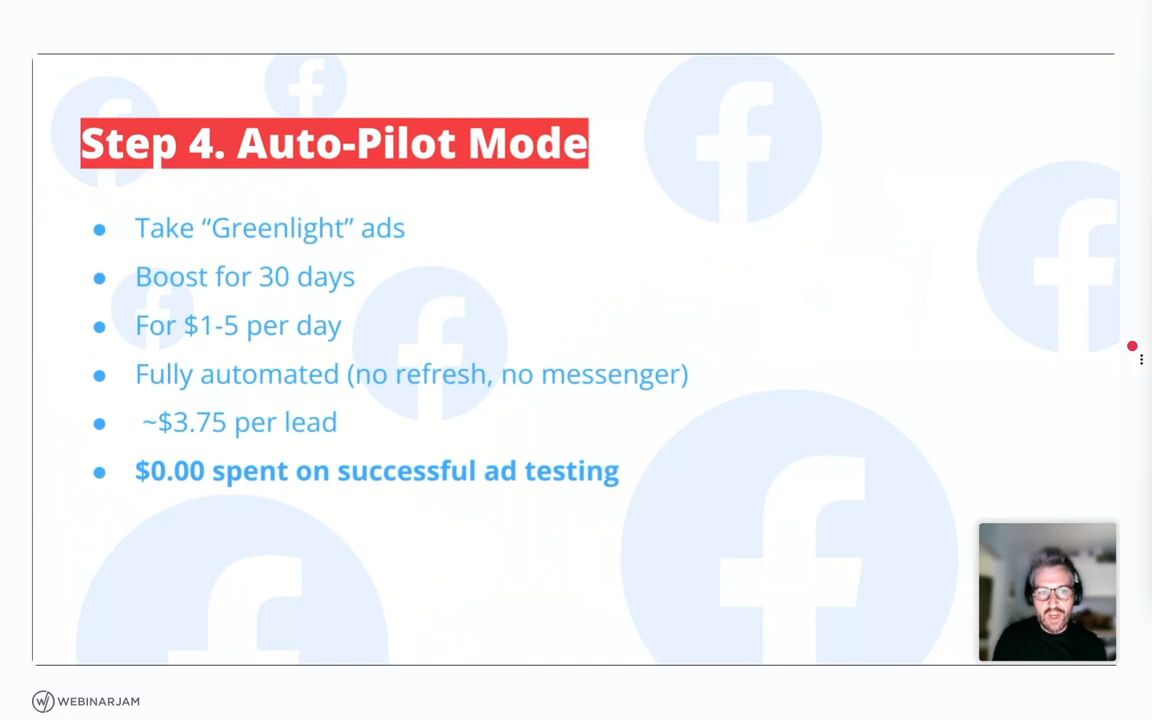 Step 4. Auto-Pilot Mode
● Take “Greenlight” ads
● Boost for 30 days
● For $1-5 per day
● Fully automated (no refresh, no messenger)
● ~$3.75 per lead
● $0.00 spent on successful ad testing
WEBINARJAM